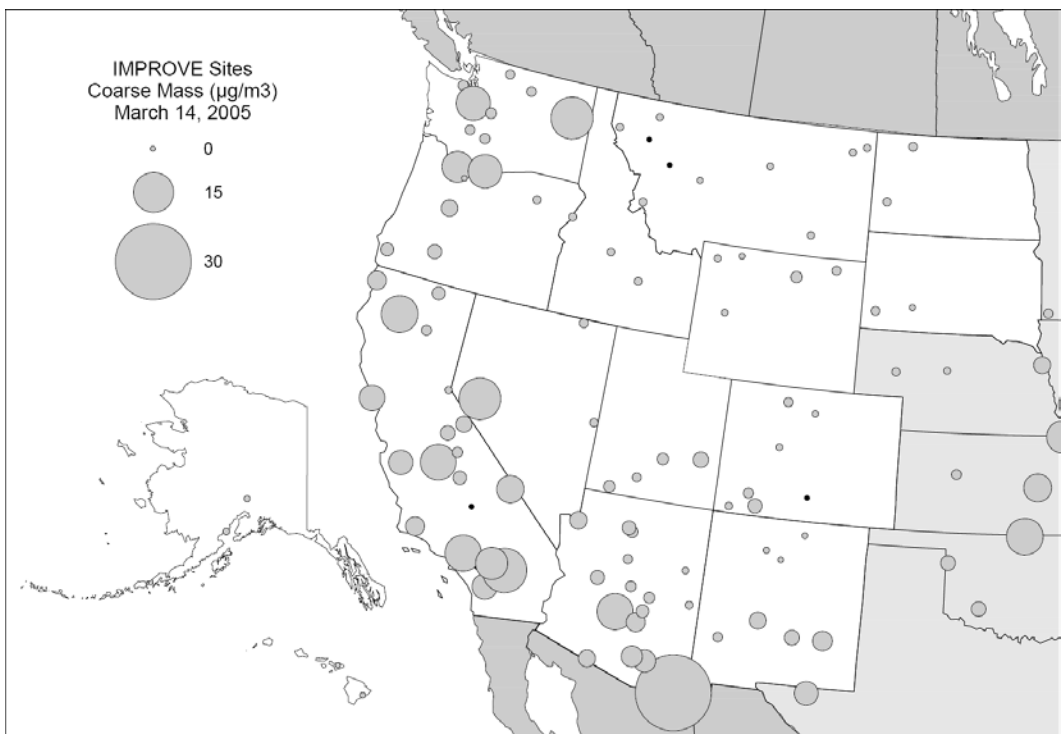 IMPROVE Sites
Coarse Mass (µg/m3)
March 14, 2005
0
15
30